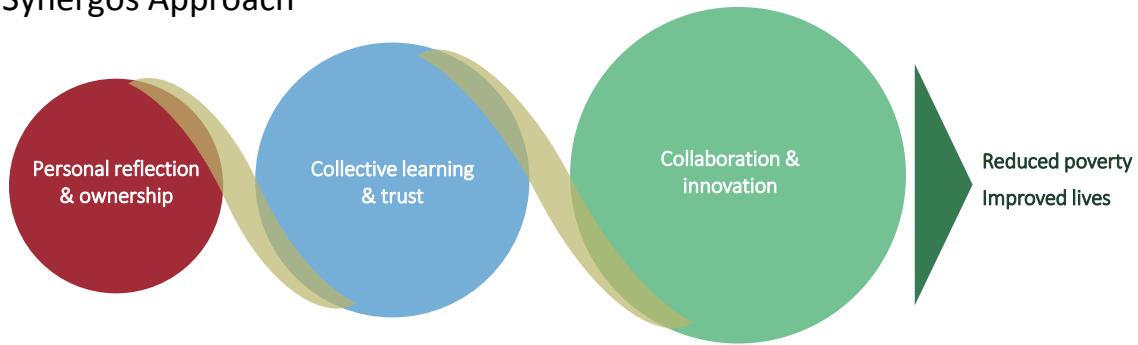 Synergos Approach
Personal reflection
& ownership
Collective learning
& trust
Collaboration &
innovation
Reduced poverty
Improved lives